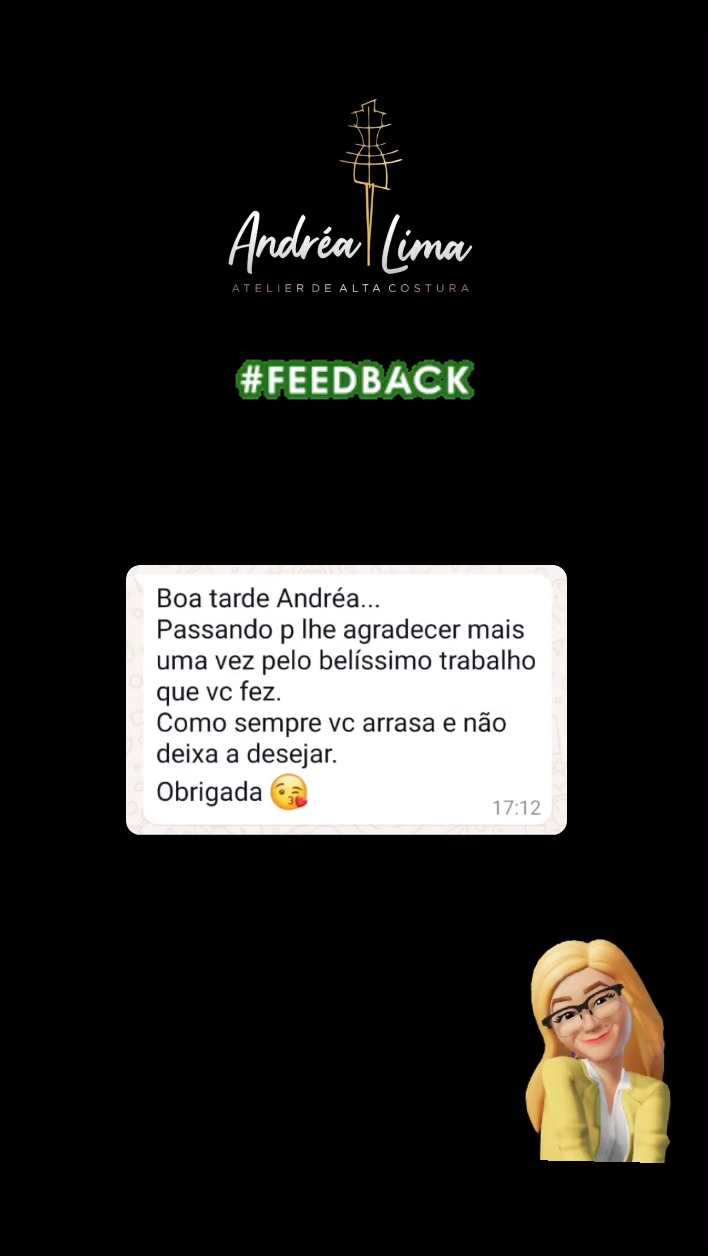 Andréa Lima
ATELIER DE ALTA COSTURA
#FEEDBACK
Boa tarde Andréa...
Passando p lhe agradecer mais
uma vez pelo belíssimo trabalho
que vc fez.
Como sempre vc arrasa e não
deixa a desejar.
Obrigada 😘
17:12